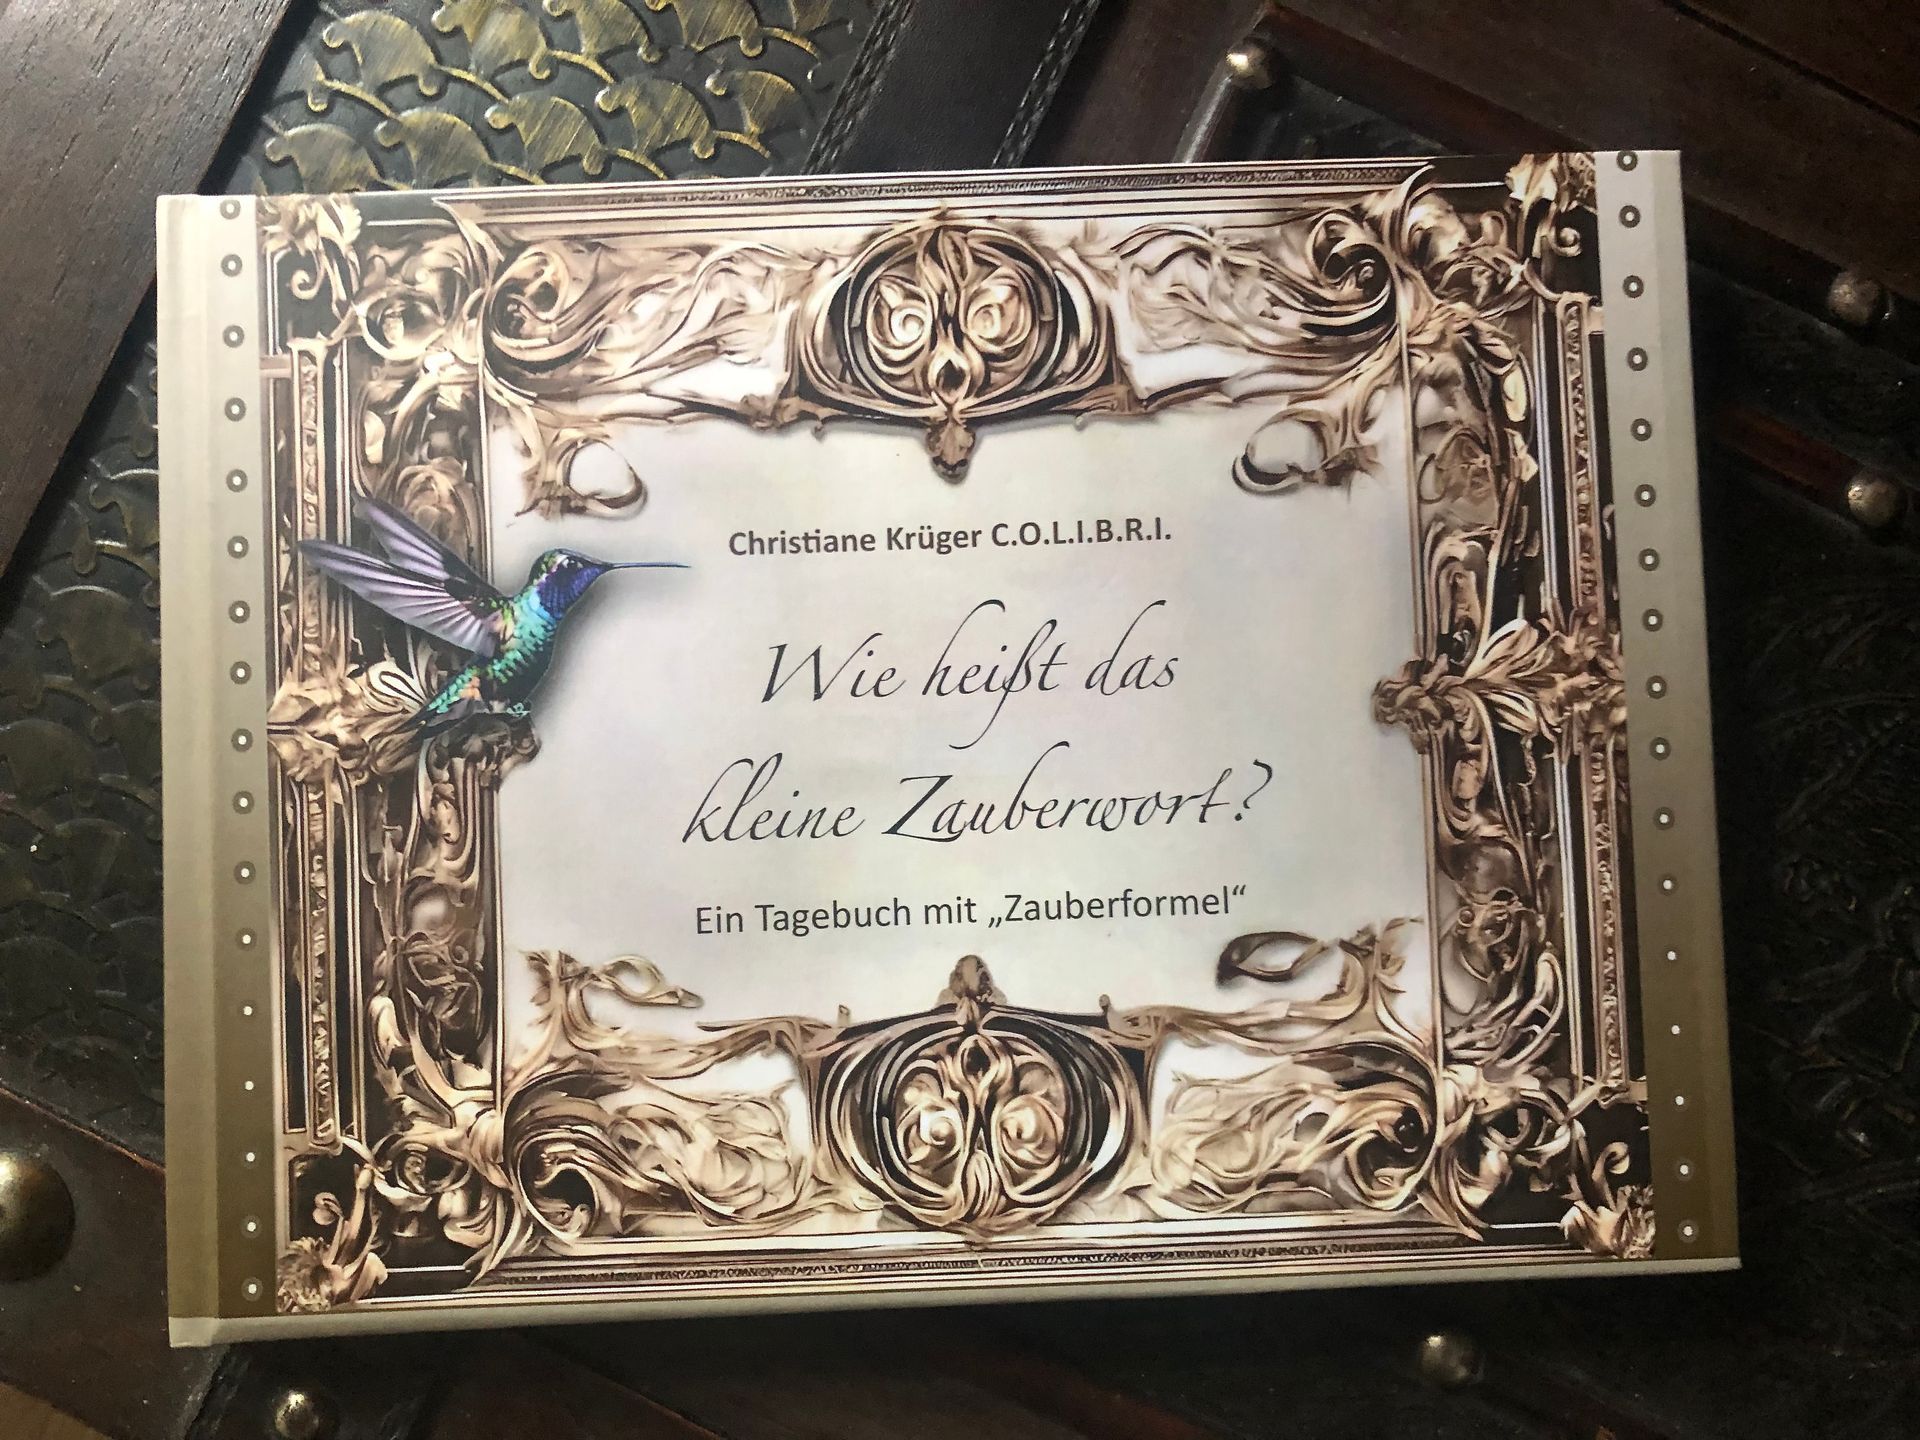 Christiane Krüger C.O.L.I.B.R.I.
Wie heißt das
kleine Zauberwort?
Ein Tagebuch mit „Zauberformel“